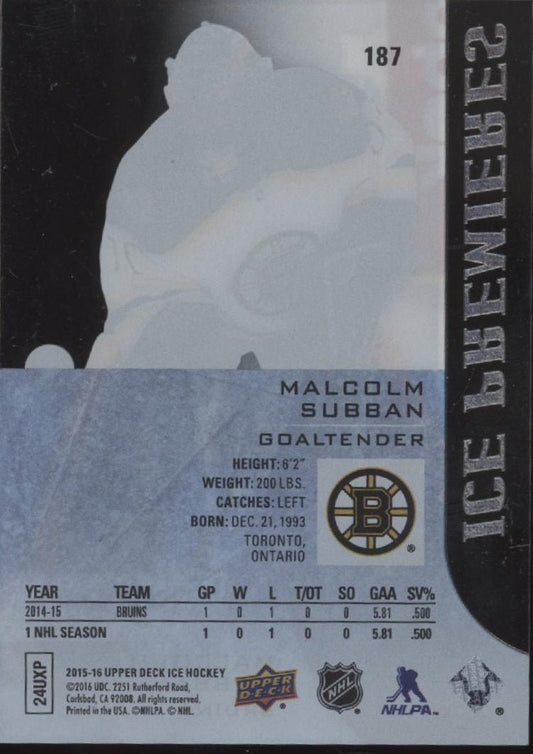 187
ICE PREMIERES
MALCOLM
SUBBAN
GOALTENDER
HEIGHT: 6'2"
WEIGHT: 200 LBS.
CATCHES: LEFT
BORN: DEC. 21, 1993
TORONTO,
ONTARIO
B ®
YEAR TEAM GP W L T/OT SO GAA SV%
2014-15 BRUINS 1 0 1 0 0 5.81 .500
1 NHL SEASON 1 0 1 0 0 5.81 .500
24UXP
2015-16 UPPER DECK ICE HOCKEY
©2016 UDC. 2251 Rutherford Road,
Carlsbad, CA 92008. All rights reserved.
Printed in the USA. ©NHLPA. © NHL.
UPPER DECK ®
NHL ®
NHLPA™
®